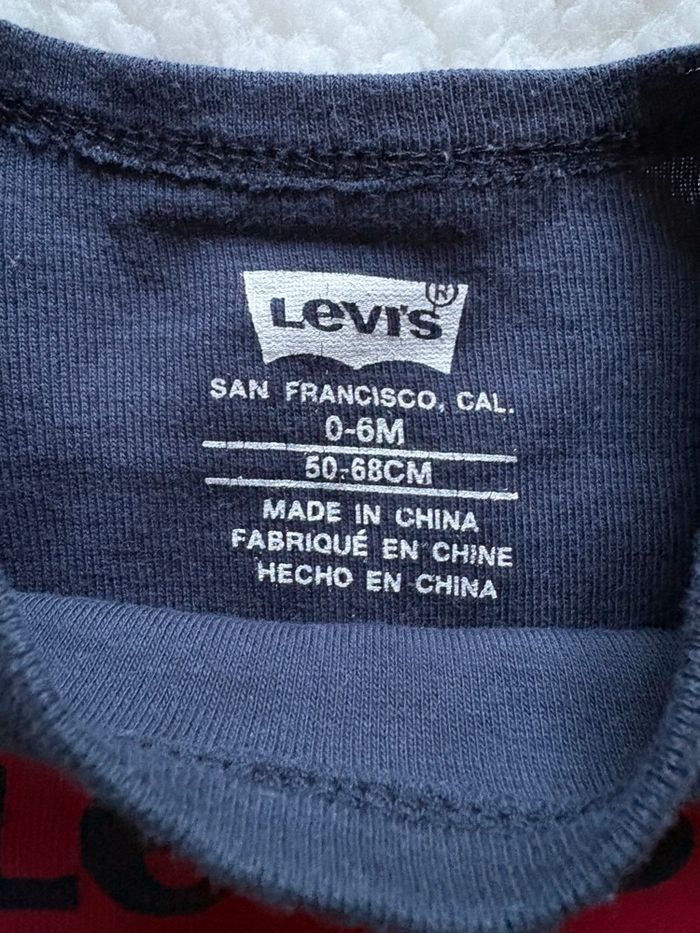 Levi's®
SAN FRANCISCO, CAL.
0-6M
50-68CM
MADE IN CHINA
FABRIQUÉ EN CHINE
HECHO EN CHINA